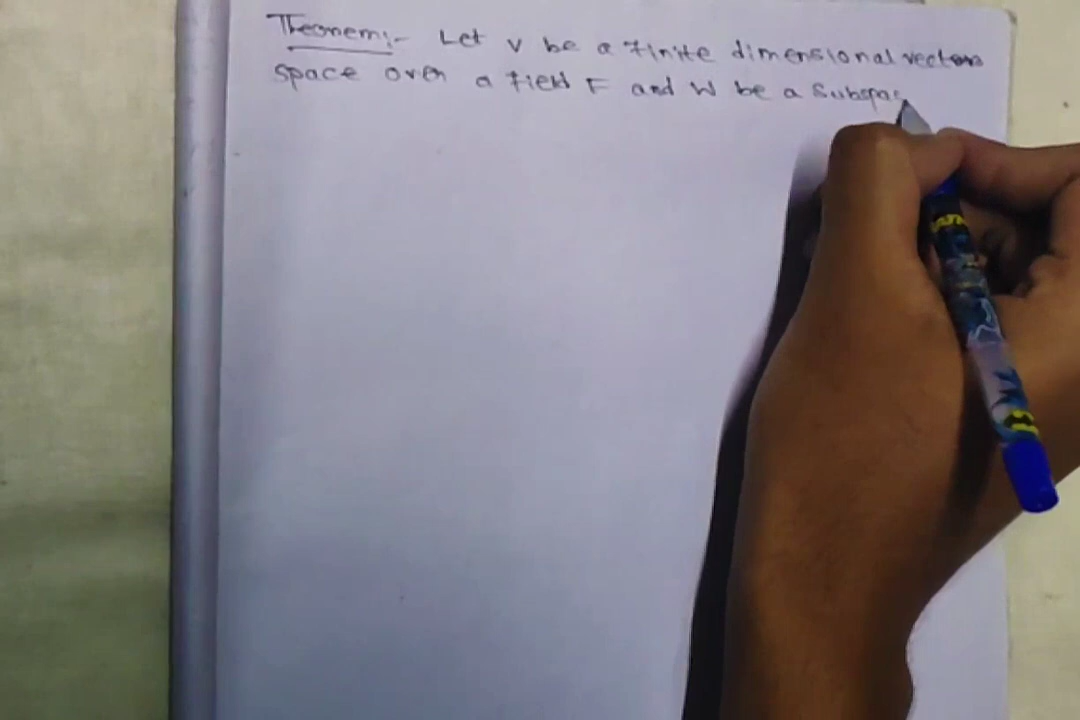 Theorem:- Let V be a finite dimensional vector
space over a field F and W be a Subspac